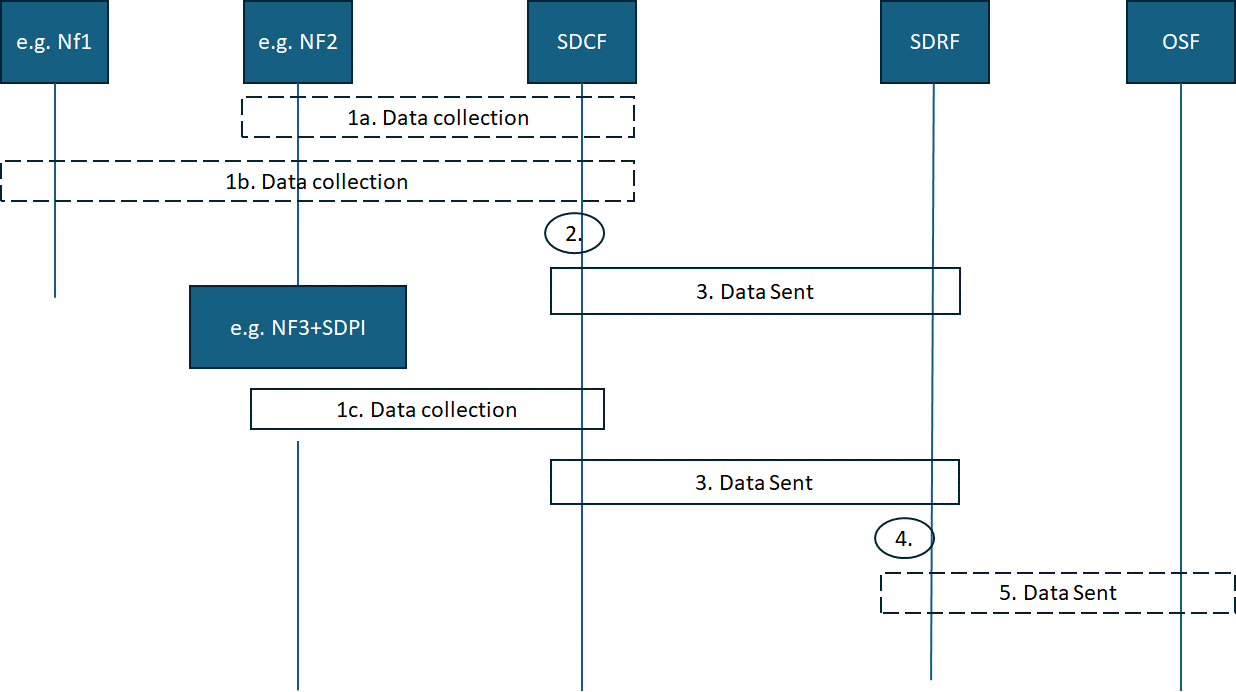 e.g. Nf1
e.g. NF2
SDCF
SDRF
OSF
1a. Data collection
1b. Data collection
2.
3. Data Sent
e.g. NF3+SDPI
1c. Data collection
3. Data Sent
4.
5. Data Sent